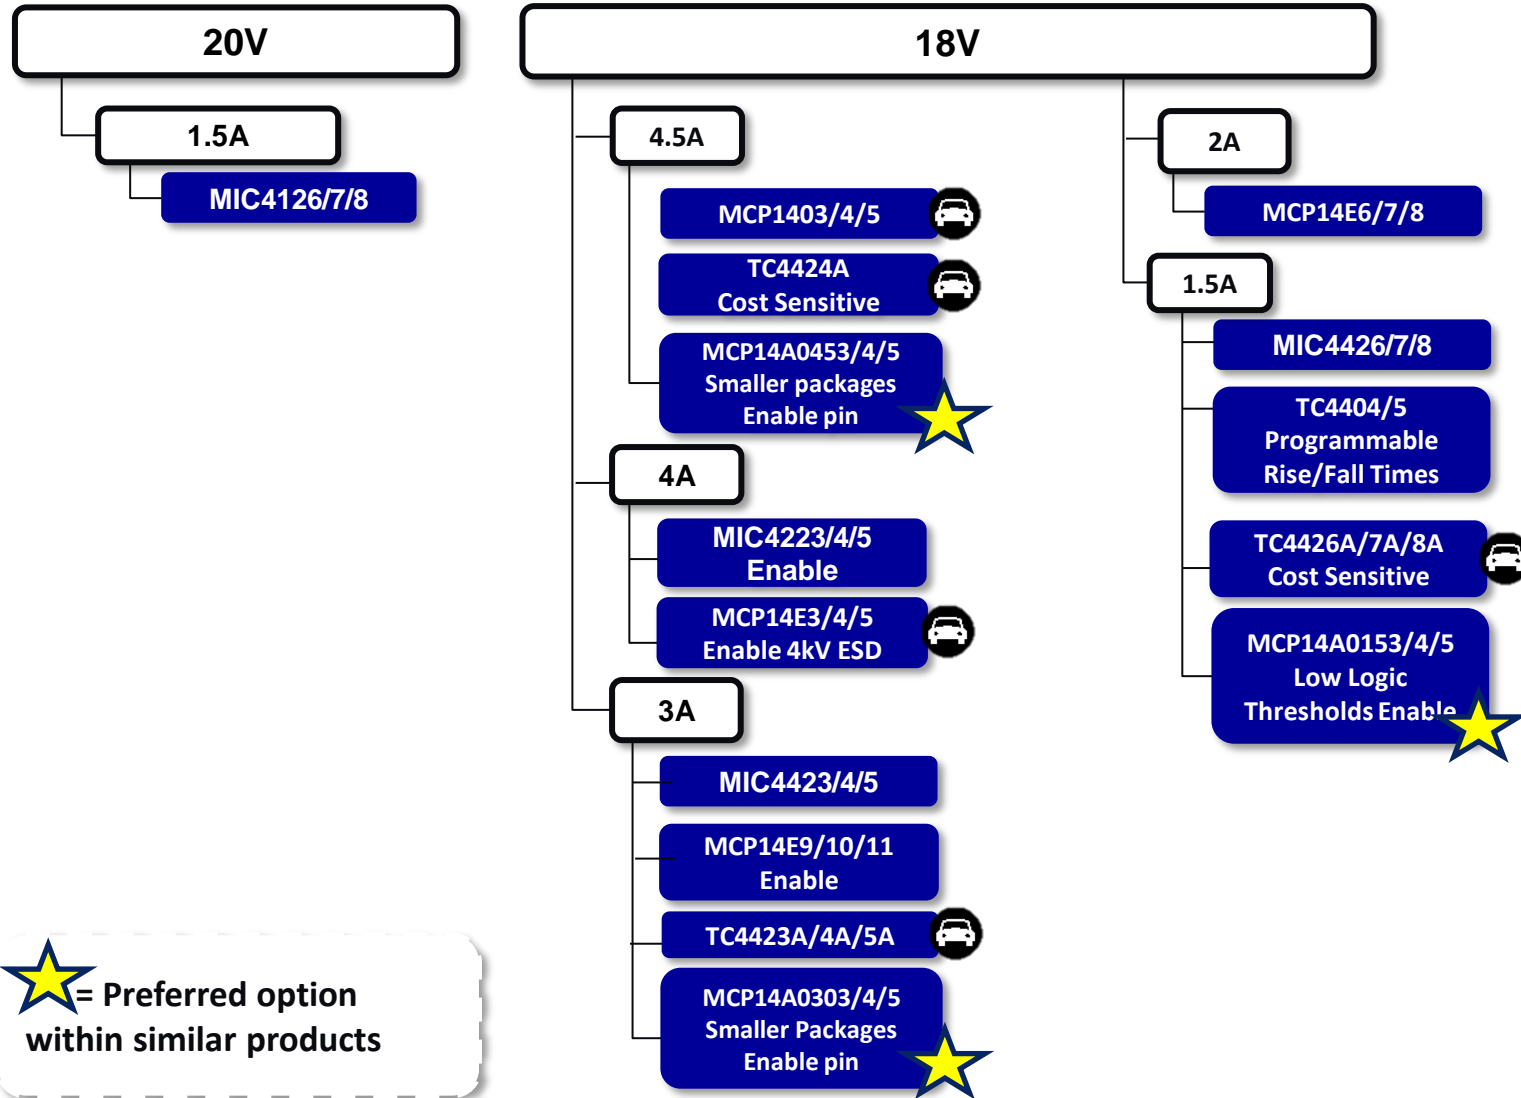 20V
1.5A
MIC4126/7/8
18V
4.5A
MCP1403/4/5
TC4424A
Cost Sensitive
MCP14A0453/4/5
Smaller packages
Enable pin
4A
MIC4223/4/5
Enable
MCP14E3/4/5
Enable 4kV ESD
3A
MIC4423/4/5
MCP14E9/10/11
Enable
TC4423A/4A/5A
MCP14A0303/4/5
Smaller Packages
Enable pin
2A
MCP14E6/7/8
1.5A
MIC4426/7/8
TC4404/5
Programmable
Rise/Fall Times
TC4426A/7A/8A
Cost Sensitive
MCP14A0153/4/5
Low Logic
Thresholds Enable
= Preferred option
within similar products